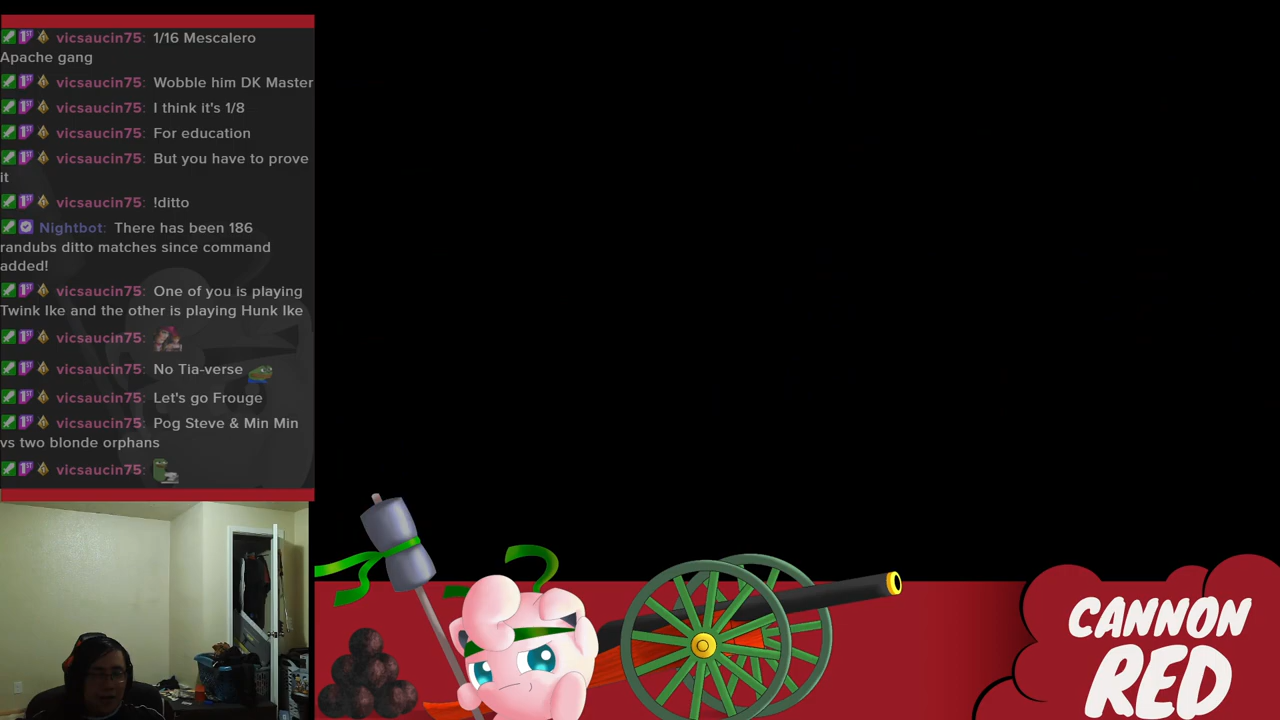 vicsaucin75: 1/16 Mescalero
Apache gang
vicsaucin75: Wobble him DK Master
vicsaucin75: I think it's 1/8
vicsaucin75: For education
vicsaucin75: But you have to prove
it
vicsaucin75: !ditto
Nightbot: There has been 186
randubs ditto matches since command
added!
vicsaucin75: One of you is playing
Twink Ike and the other is playing Hunk Ike
vicsaucin75:
vicsaucin75: No Tia-verse
vicsaucin75: Let's go Frouge
vicsaucin75: Pog Steve & Min Min
vs two blonde orphans
vicsaucin75:
CANNON
RED